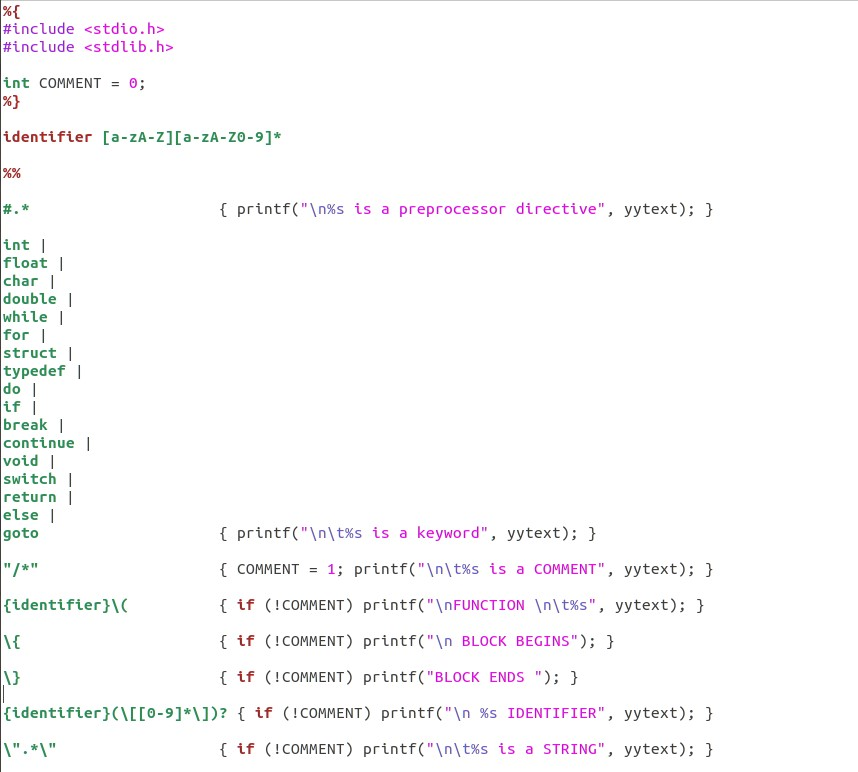 %{
#include <stdio.h>
#include <stdlib.h>
int COMMENT = 0;
%}
identifier [a-zA-Z][a-zA-Z0-9]*
%%
#.* { printf("\n%s is a preprocessor directive", yytext); }
int |
float |
char |
double |
while |
for |
struct |
typedef |
do |
if |
break |
continue |
void |
switch |
return |
else |
goto { printf("\n\t%s is a keyword", yytext); }
"/*" { COMMENT = 1; printf("\n\t%s is a COMMENT", yytext); }
{identifier}\( { if (!COMMENT) printf("\nFUNCTION \n\t%s", yytext); }
\{ { if (!COMMENT) printf("\n BLOCK BEGINS"); }
\} { if (!COMMENT) printf("BLOCK ENDS "); }
{identifier}(\[[0-9]*\])? { if (!COMMENT) printf("\n %s IDENTIFIER", yytext); }
\".*\" { if (!COMMENT) printf("\n\t%s is a STRING", yytext); }